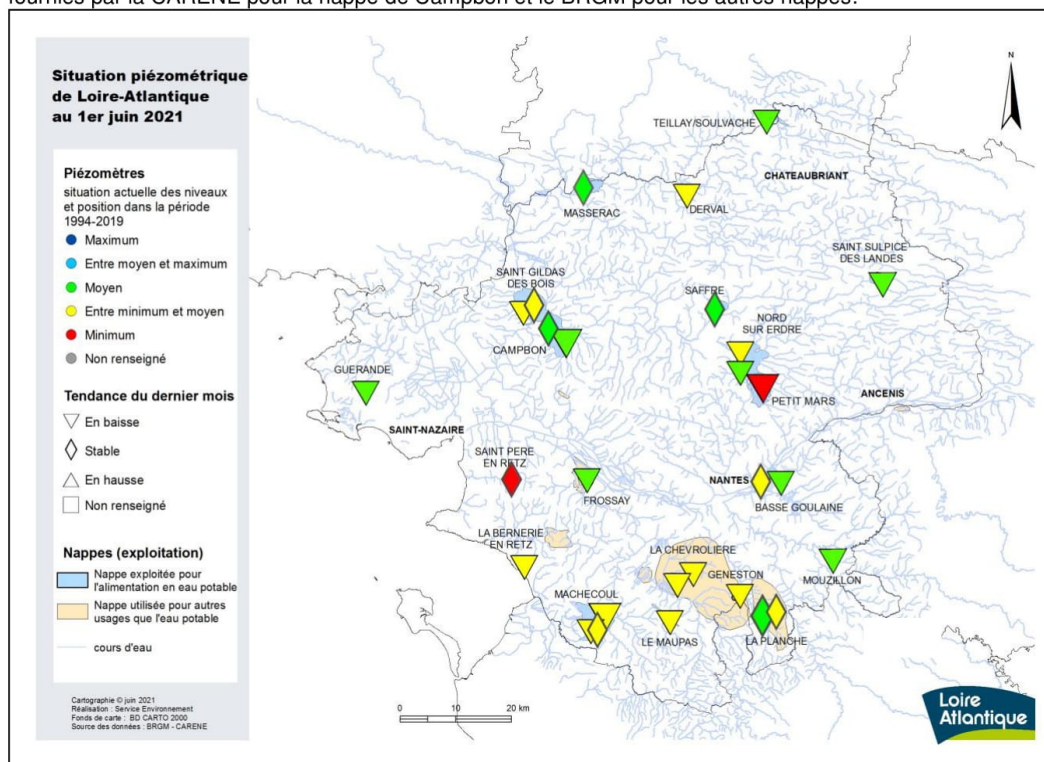 fournies par la CARENE pour la nappe de Campbon et le BRGM pour les autres nappes.
Situation piézométrique
de Loire-Atlantique
au 1er juin 2021
Piézomètres
situation actuelle des niveaux
et position dans la période
1994-2019
Maximum
Entre moyen et maximum
Moyen
Entre minimum et moyen
Minimum
Non renseigné
Tendance du dernier mois
En baisse
Stable
En hausse
Non renseigné
Nappes (exploitation)
Nappe exploitée pour
l'alimentation en eau potable
Nappe utilisée pour autres
usages que l'eau potable
cours d'eau
Cartographie © juin 2021
Réalisation : Service Environnement
Fonds de carte : BD CARTO 2000
Source des données : BRGM - CARENE
N
TEILLAY/SOULVACHE
CHATEAUBRIANT
MASSERAC
DERVAL
SAINT SULPICE
DES LANDES
SAINT GILDAS
DES BOIS
SAFFRE
NORD
SUR ERDRE
CAMPBON
GUERANDE
PETIT MARS
ANCENIS
SAINT-NAZAIRE
SAINT PERE
EN RETZ
FROSSAY
NANTES
BASSE GOULAINE
LA BERNERIE
EN RETZ
LA CHEVROLIERE
GENESTON
MOUZILLON
MACHECOUL
LE MAUPAS
LA PLANCHE
0 10 20 km
Loire
Atlantique